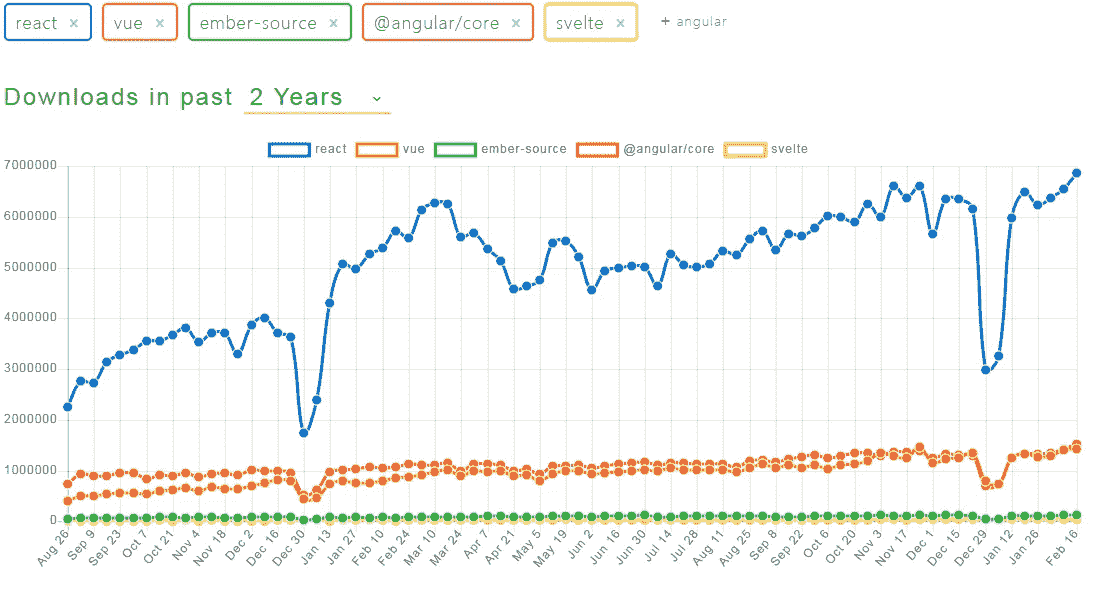 react × vue × ember-source × @angular/core × svelte × + angular
Downloads in past 2 Years
react vue ember-source @angular/core svelte
7000000
6000000
5000000
4000000
3000000
2000000
1000000
0
Aug 26 Sep 9 Sep 23 Oct 7 Oct 21 Nov 4 Nov 18 Dec 2 Dec 16 Dec 30 Jan 13 Jan 27 Feb 10 Feb 24 Mar 10 Mar 24 Apr 7 Apr 21 May 5 May 19 Jun 2 Jun 16 Jun 30 Jul 14 Jul 28 Aug 11 Aug 25 Sep 8 Sep 22 Oct 6 Oct 20 Nov 3 Nov 17 Dec 1 Dec 15 Dec 29 Jan 12 Jan 26 Feb 16